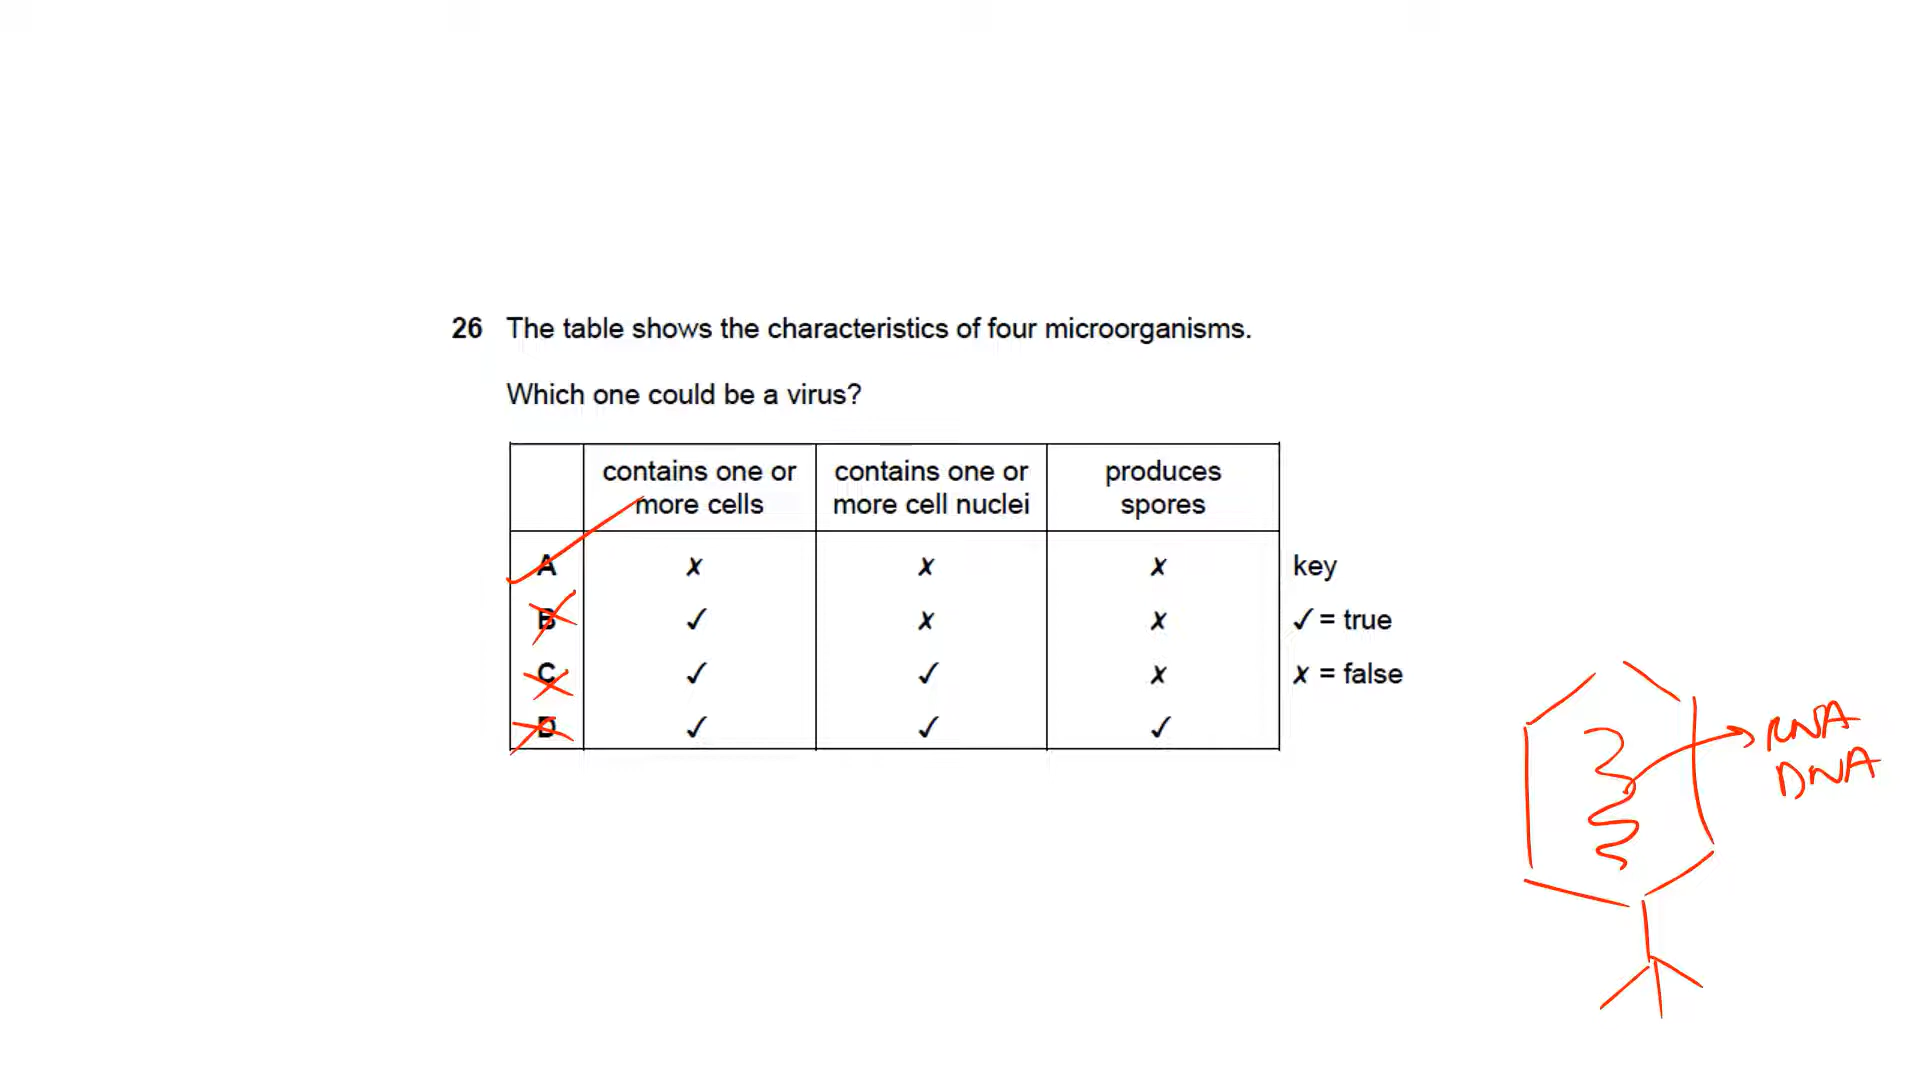 26 The table shows the characteristics of four microorganisms.
Which one could be a virus?
contains one or more cells contains one or more cell nuclei produces spores
A ✗ ✗ ✗ key
B ✓ ✗ ✗ ✓ = true
C ✓ ✓ ✗ ✗ = false
D ✓ ✓ ✓
RNA
DNA